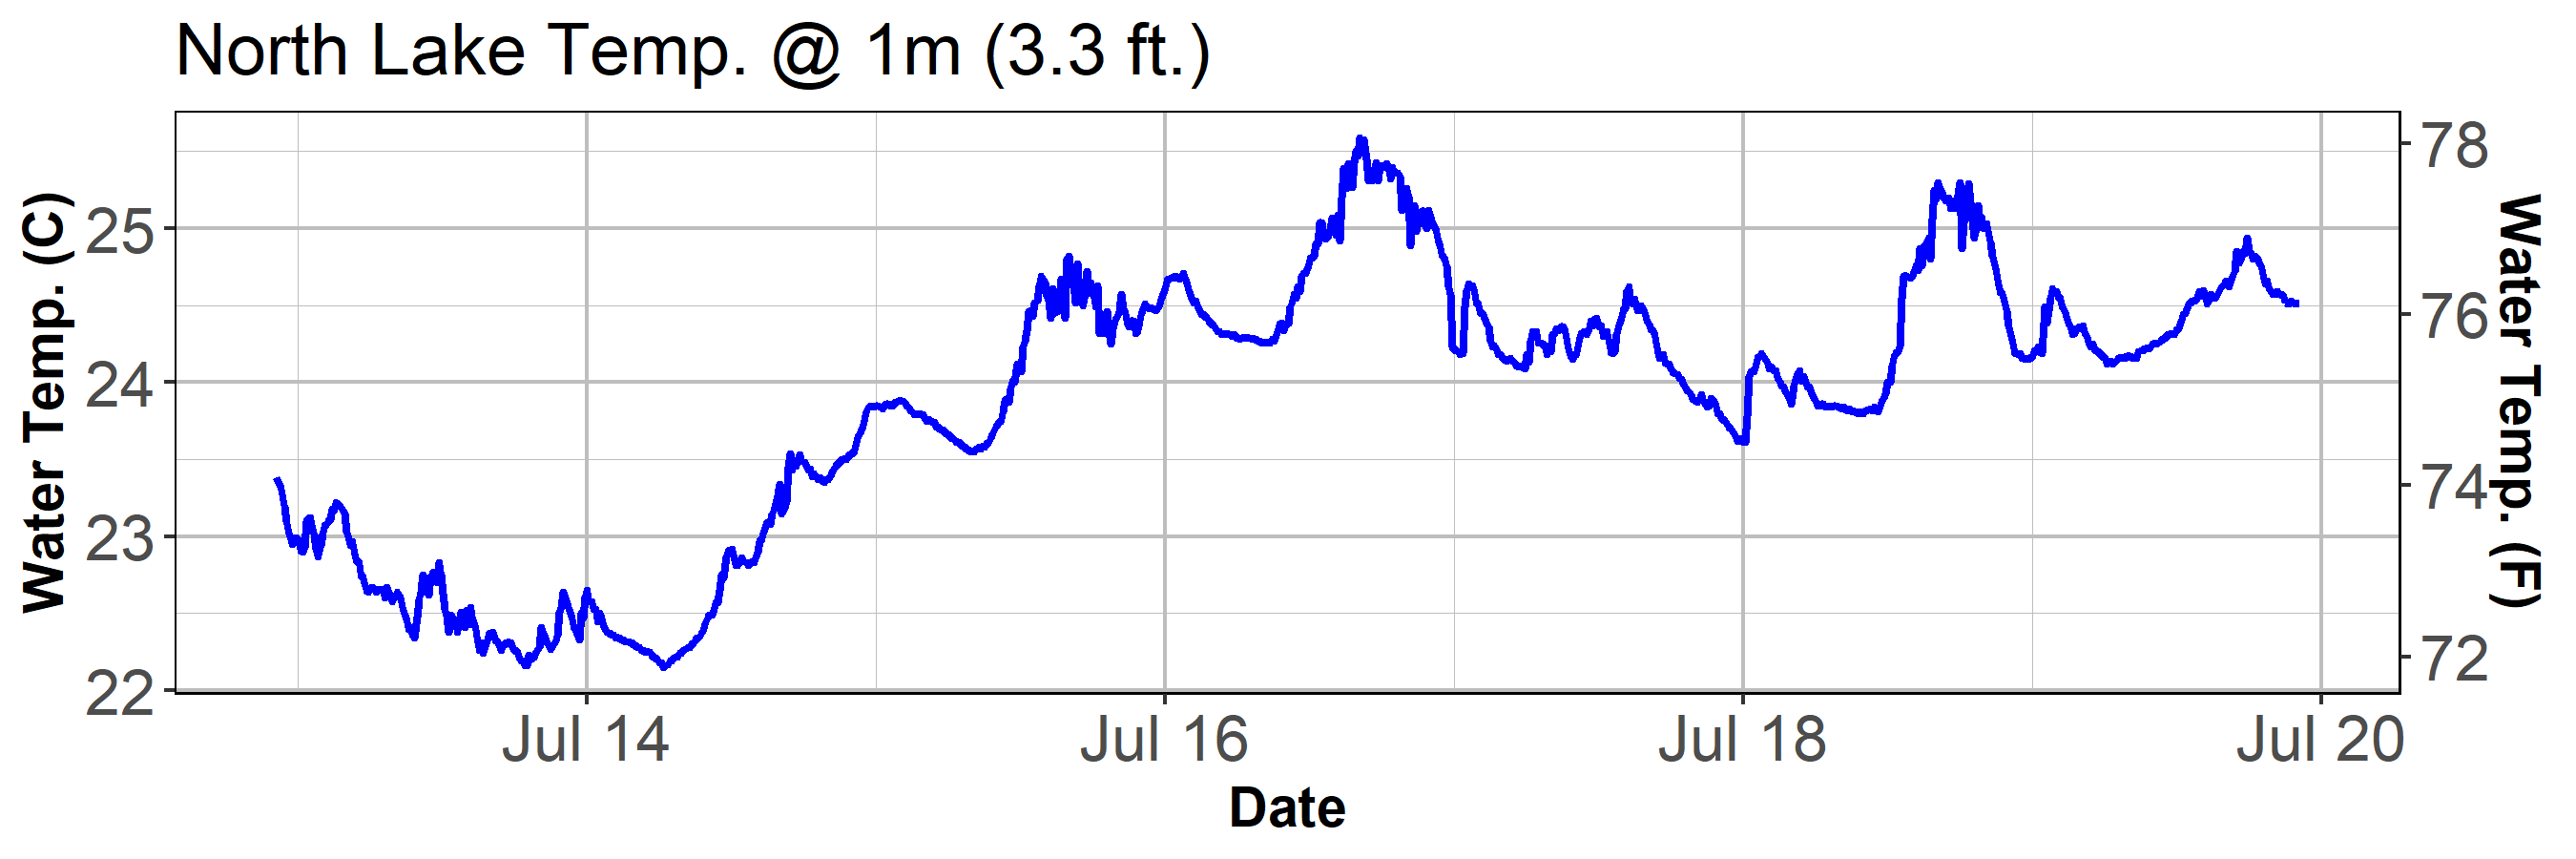 North Lake Temp. @ 1m (3.3 ft.)
Water Temp. (C)
25
24
23
22
78
76
74
72
Water Temp. (F)
Jul 14 Jul 16 Jul 18 Jul 20
Date